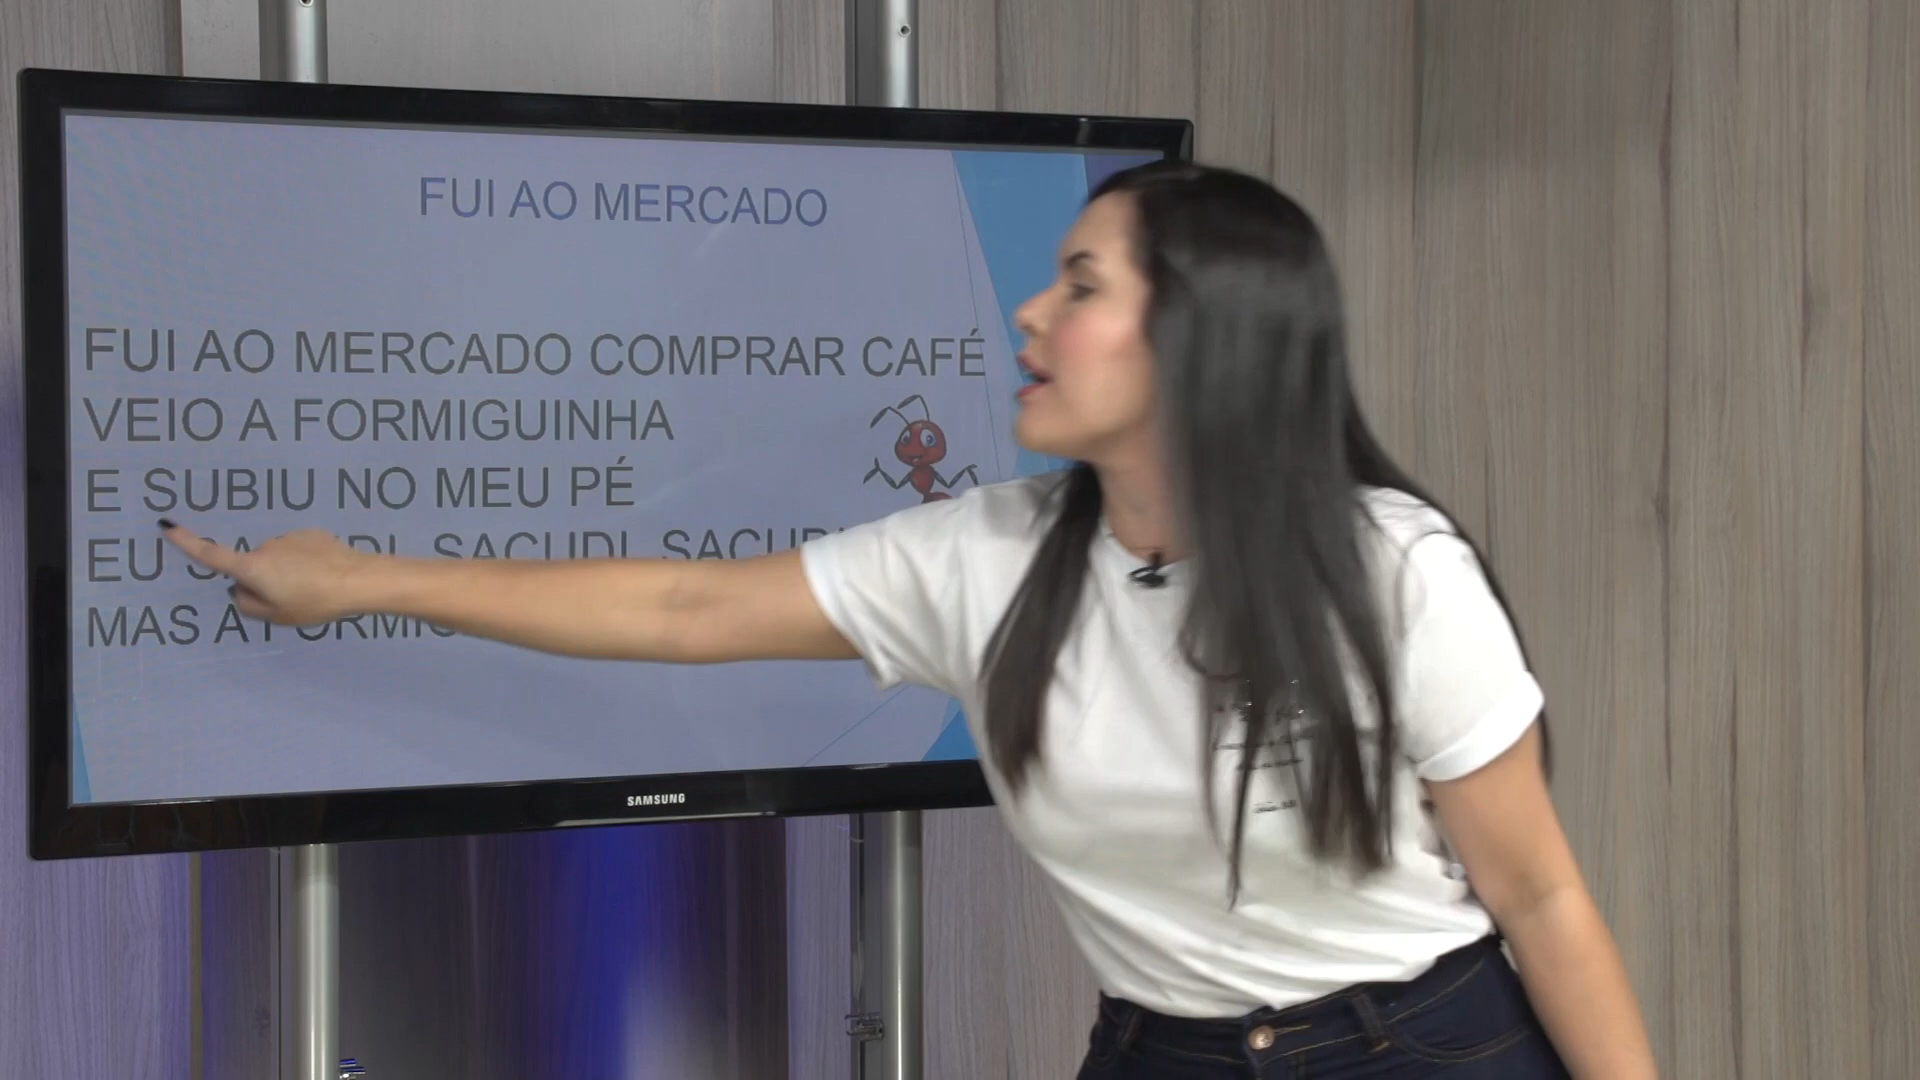 FUI AO MERCADO
FUI AO MERCADO COMPRAR CAFÉ
VEIO A FORMIGUINHA
E SUBIU NO MEU PÉ
EU SACUDI, SACUDI, SACUDI
MAS A
SAMSUNG